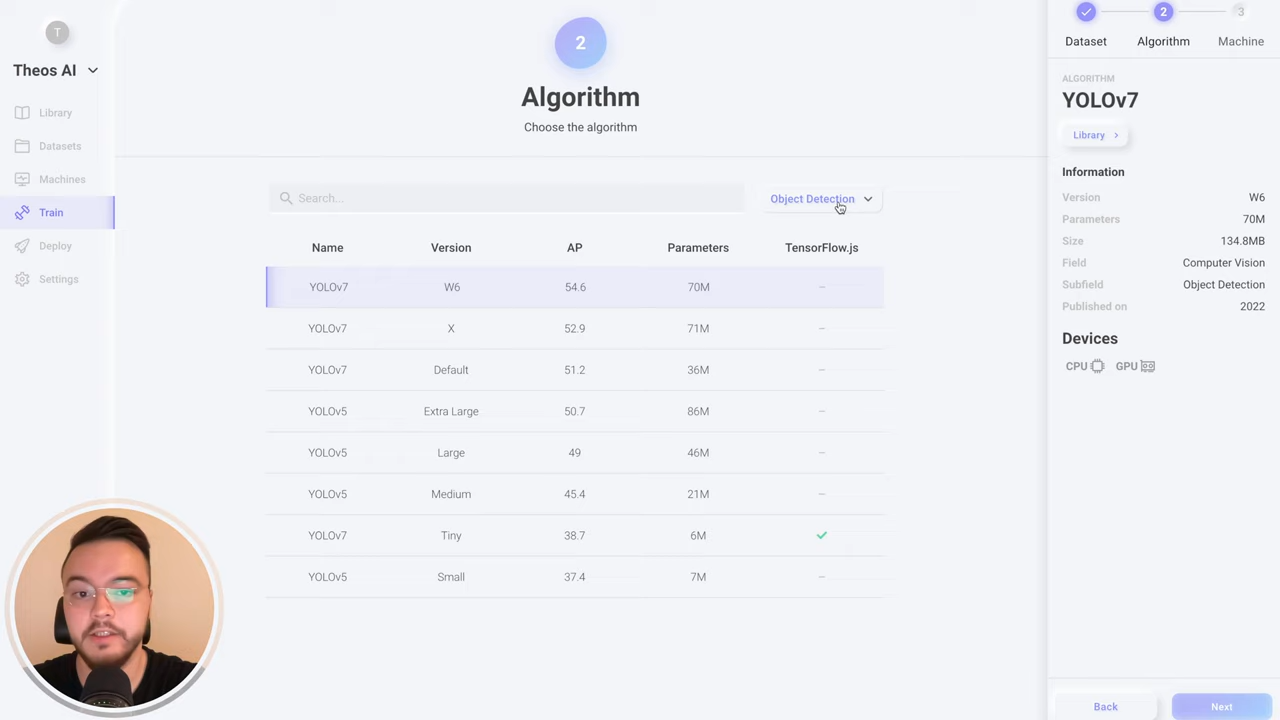 T
Theos AI
Library
Datasets
Machines
Train
Deploy
Settings
2
Algorithm
Choose the algorithm
Search...
Object Detection
Name Version AP Parameters TensorFlow.js
YOLOv7 W6 54.6 70M –
YOLOv7 X 52.9 71M –
YOLOv7 Default 51.2 36M –
YOLOv5 Extra Large 50.7 86M –
YOLOv5 Large 49 46M –
YOLOv5 Medium 45.4 21M –
YOLOv7 Tiny 38.7 6M
YOLOv5 Small 37.4 7M –
2 3
Dataset Algorithm Machine
ALGORITHM
YOLOv7
Library >
Information
Version W6
Parameters 70M
Size 134.8MB
Field Computer Vision
Subfield Object Detection
Published on 2022
Devices
CPU GPU
Back Next